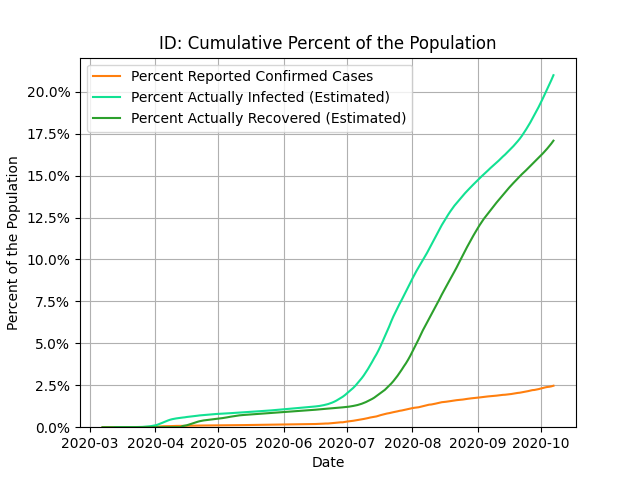 ID: Cumulative Percent of the Population
Percent Reported Confirmed Cases
Percent Actually Infected (Estimated)
Percent Actually Recovered (Estimated)
Percent of the Population
20.0%
17.5%
15.0%
12.5%
10.0%
7.5%
5.0%
2.5%
0.0%
2020-03 2020-04 2020-05 2020-06 2020-07 2020-08 2020-09 2020-10
Date